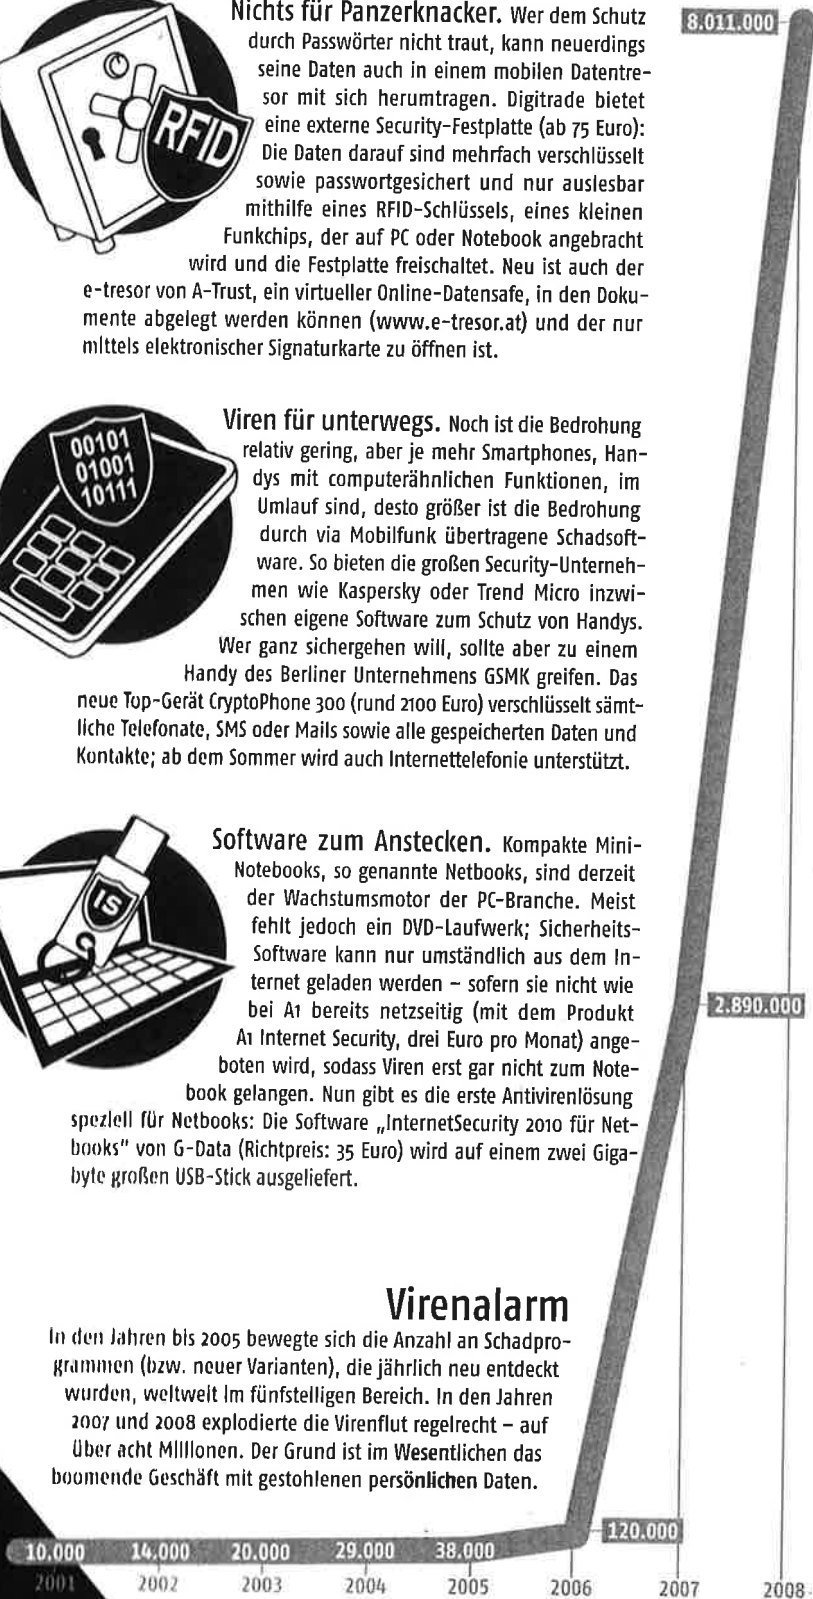 Nichts für Panzerknacker. Wer dem Schutz
durch Passwörter nicht traut, kann neuerdings
seine Daten auch in einem mobilen Datentre-
sor mit sich herumtragen. Digitrade bietet
eine externe Security-Festplatte (ab 75 Euro):
Die Daten darauf sind mehrfach verschlüsselt
sowie passwortgesichert und nur auslesbar
mithilfe eines RFID-Schlüssels, eines kleinen
Funkchips, der auf PC oder Notebook angebracht
wird und die Festplatte freischaltet. Neu ist auch der
e-tresor von A-Trust, ein virtueller Online-Datensafe, in den Doku-
mente abgelegt werden können (www.e-tresor.at) und der nur
mittels elektronischer Signaturkarte zu öffnen ist.
RFID
Viren für unterwegs. Noch ist die Bedrohung
relativ gering, aber je mehr Smartphones, Han-
dys mit computerähnlichen Funktionen, im
Umlauf sind, desto größer ist die Bedrohung
durch via Mobilfunk übertragene Schadsoft-
ware. So bieten die großen Security-Unterneh-
men wie Kaspersky oder Trend Micro inzwi-
schen eigene Software zum Schutz von Handys.
Wer ganz sichergehen will, sollte aber zu einem
Handy des Berliner Unternehmens GSMK greifen. Das
neue Top-Gerät CryptoPhone 300 (rund 2100 Euro) verschlüsselt sämt-
liche Telefonate, SMS oder Mails sowie alle gespeicherten Daten und
Kontakte; ab dem Sommer wird auch Internettelefonie unterstützt.
00101
01001
10111
Software zum Anstecken. Kompakte Mini-
Notebooks, so genannte Netbooks, sind derzeit
der Wachstumsmotor der PC-Branche. Meist
fehlt jedoch ein DVD-Laufwerk; Sicherheits-
Software kann nur umständlich aus dem In-
ternet geladen werden – sofern sie nicht wie
bei A1 bereits netzseitig (mit dem Produkt
A1 Internet Security, drei Euro pro Monat) ange-
boten wird, sodass Viren erst gar nicht zum Note-
book gelangen. Nun gibt es die erste Antivirenlösung
speziell für Netbooks: Die Software „InternetSecurity 2010 für Net-
books" von G-Data (Richtpreis: 35 Euro) wird auf einem zwei Giga-
byte großen USB-Stick ausgeliefert.
IS
Virenalarm
In den Jahren bis 2005 bewegte sich die Anzahl an Schadpro-
grammen (bzw. neuer Varianten), die jährlich neu entdeckt
wurden, weltweit im fünfstelligen Bereich. In den Jahren
2007 und 2008 explodierte die Virenflut regelrecht – auf
über acht Millionen. Der Grund ist im Wesentlichen das
boomende Geschäft mit gestohlenen persönlichen Daten.
8.011.000
2.890.000
120.000
10.000 14.000 20.000 29.000 38.000
2001 2002 2003 2004 2005 2006 2007 2008